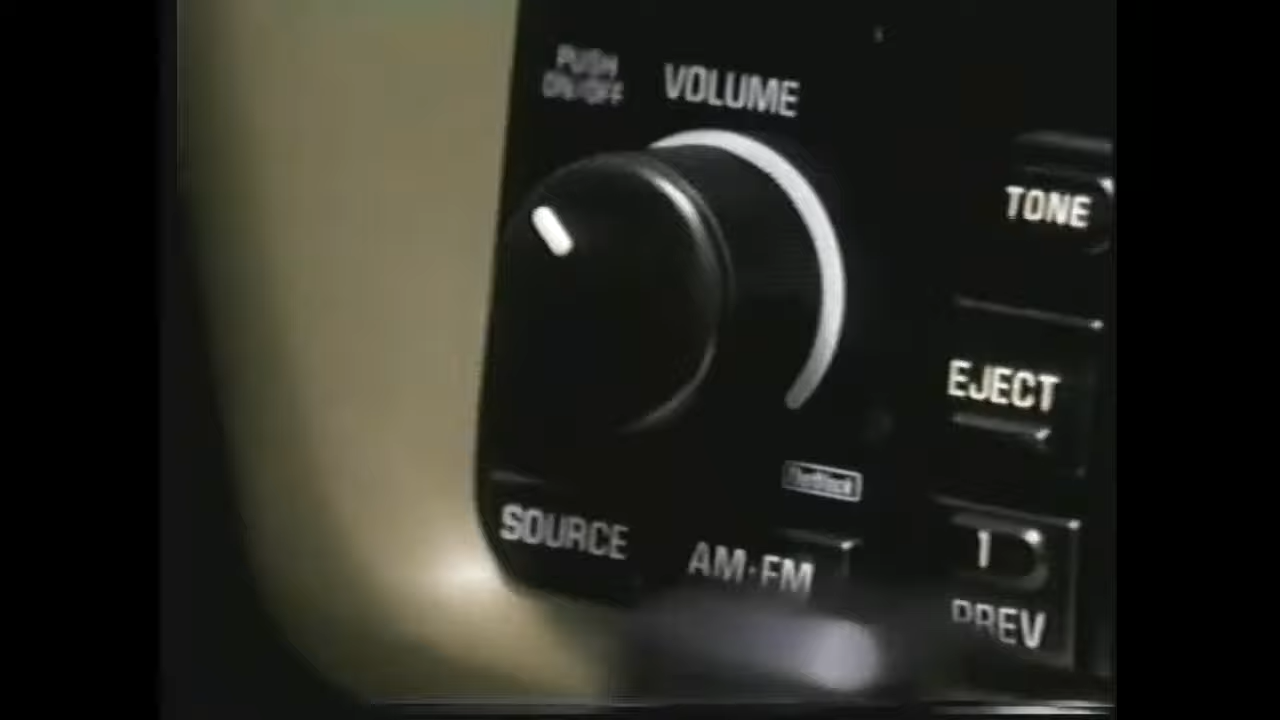 PUSH
ON/OFF
VOLUME
TONE
EJECT
SOURCE
AM·FM
1
PREV